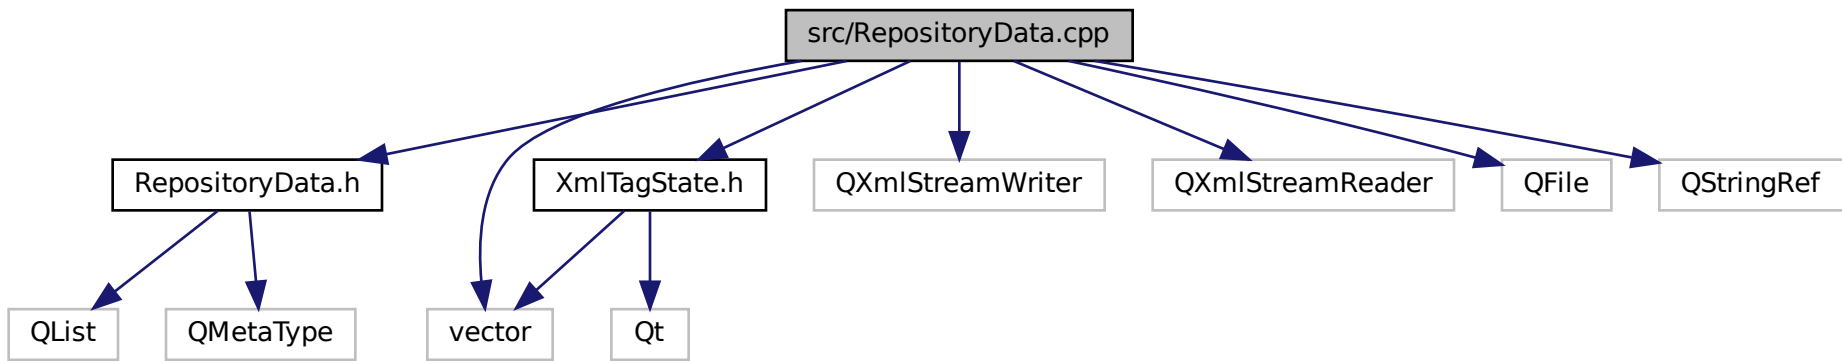 src/RepositoryData.cpp
RepositoryData.h
XmlTagState.h
QXmlStreamWriter
QXmlStreamReader
QFile
QStringRef
QList
QMetaType
vector
Qt